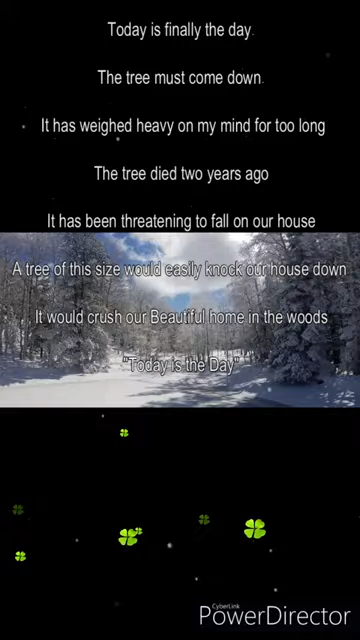 Today is finally the day.
The tree must come down.
It has weighed heavy on my mind for too long
The tree died two years ago
It has been threatening to fall on our house
A tree of this size would easily knock our house down
It would crush our Beautiful home in the woods
"Today is the Day"
CyberLink
PowerDirector